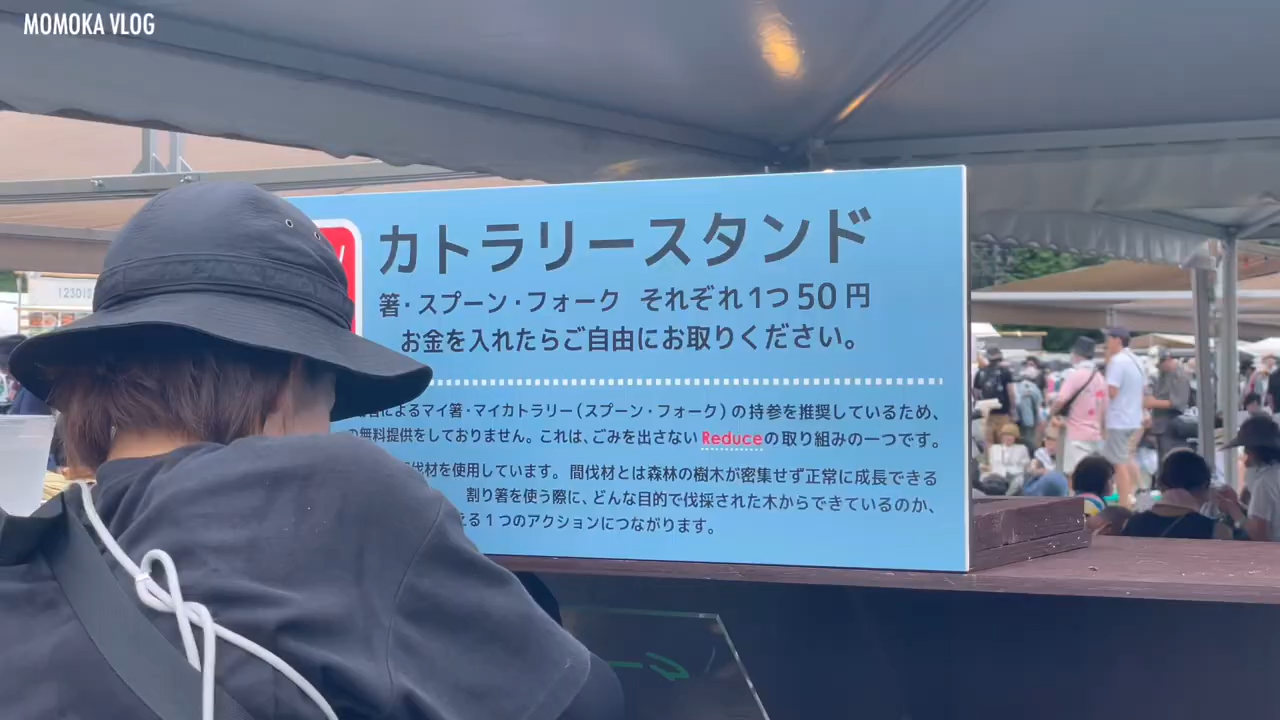 MOMOKA VLOG
カトラリースタンド
箸・スプーン・フォーク それぞれ1つ50円
お金を入れたらご自由にお取りください。
によるマイ箸・マイカトラリー(スプーン・フォーク)の持参を推奨しているため、
の無料提供をしておりません。これは、ごみを出さないReduceの取り組みの一つです。
伐材を使用しています。間伐材とは森林の樹木が密集せず正常に成長できる
割り箸を使う際に、どんな目的で伐採された木からできているのか、
える1つのアクションにつながります。